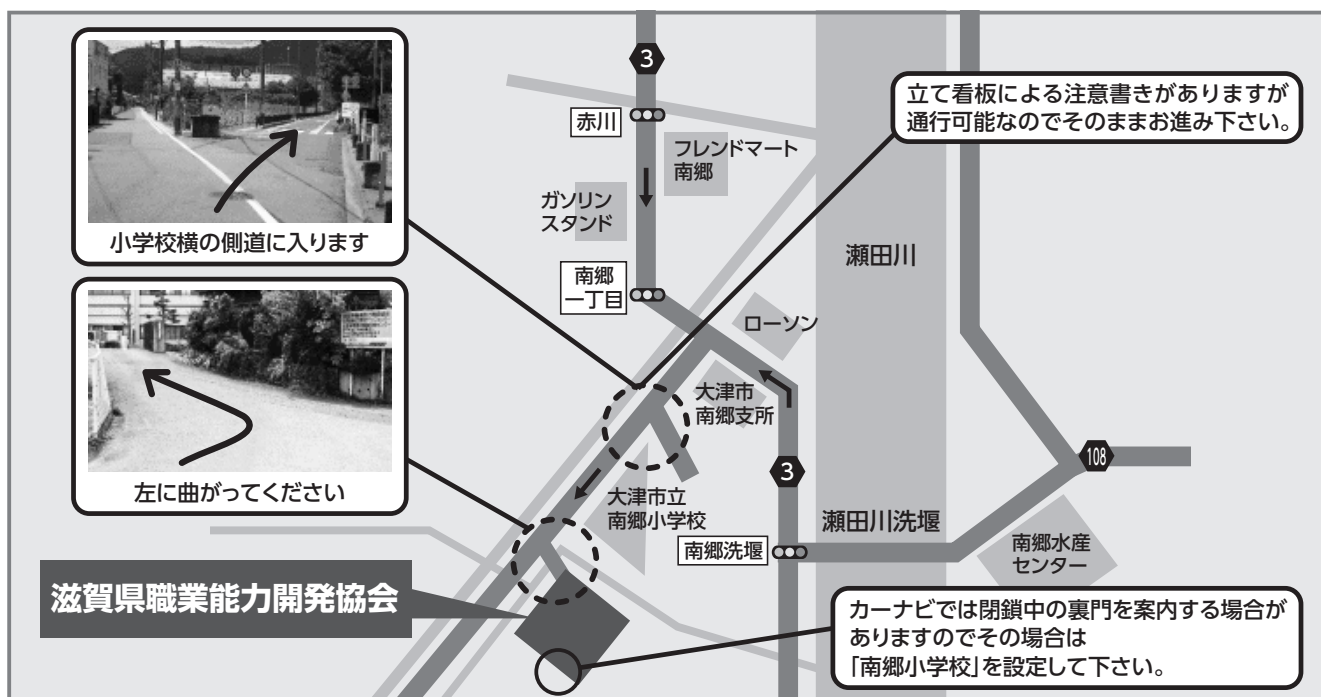 小学校横の側道に入ります
左に曲がってください
滋賀県職業能力開発協会
3
赤川
フレンドマート
南郷
ガソリン
スタンド
南郷
一丁目
ローソン
大津市
南郷支所
大津市立
南郷小学校
3
南郷洗堰
瀬田川
瀬田川洗堰
108
南郷水産
センター
立て看板による注意書きがありますが
通行可能なのでそのままお進み下さい。
カーナビでは閉鎖中の裏門を案内する場合が
ありますのでその場合は
「南郷小学校」を設定して下さい。